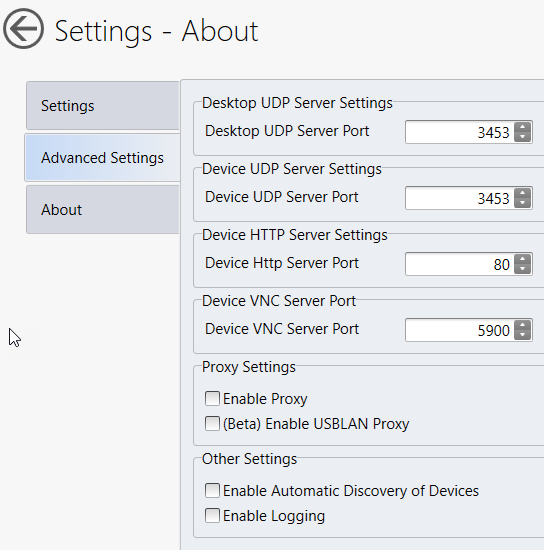 Settings - About
Settings
Advanced Settings
About
Desktop UDP Server Settings
Desktop UDP Server Port 3453
Device UDP Server Settings
Device UDP Server Port 3453
Device HTTP Server Settings
Device Http Server Port 80
Device VNC Server Port
Device VNC Server Port 5900
Proxy Settings
Enable Proxy
(Beta) Enable USBLAN Proxy
Other Settings
Enable Automatic Discovery of Devices
Enable Logging